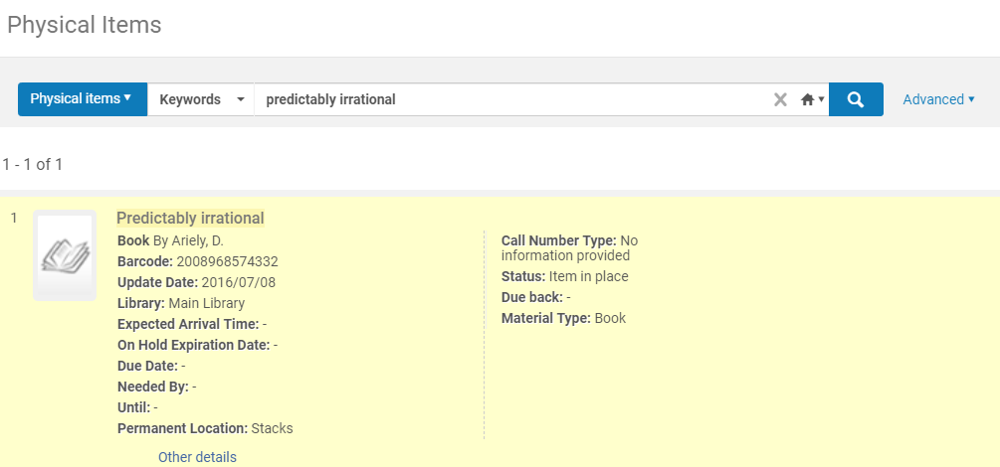 Physical Items
Physical items
Keywords
predictably irrational
Advanced
1 - 1 of 1
1
Predictably irrational
Book By Ariely, D.
Barcode: 2008968574332
Update Date: 2016/07/08
Library: Main Library
Expected Arrival Time: -
On Hold Expiration Date: -
Due Date: -
Needed By: -
Until: -
Permanent Location: Stacks
Other details
Call Number Type: No
information provided
Status: Item in place
Due back: -
Material Type: Book